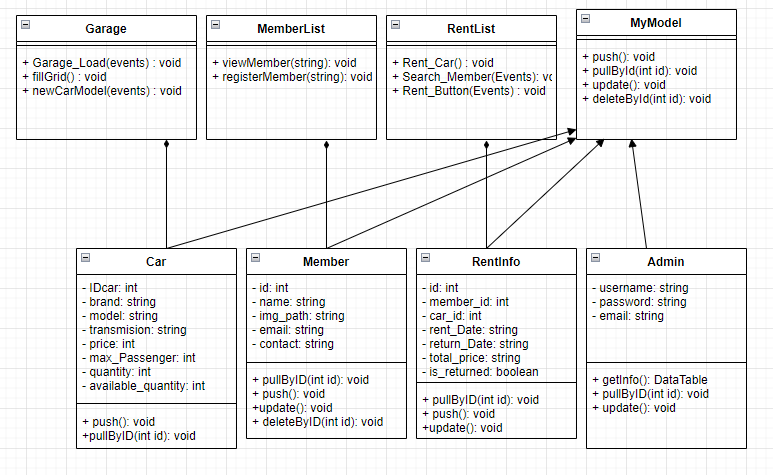 Garage
+ Garage_Load(events) : void
+ fillGrid() : void
+ newCarModel(events) : void
MemberList
+ viewMember(string): void
+ registerMember(string): void
RentList
+ Rent_Car() : void
+ Search_Member(Events): vo
+ Rent_Button(Events) : void
MyModel
+ push(): void
+ pullById(int id): void
+ update(): void
+ deleteById(int id): void
Car
- IDcar: int
- brand: string
- model: string
- transmision: string
- price: int
- max_Passenger: int
- quantity: int
- available_quantity: int
+ push(): void
+pullByID(int id): void
Member
- id: int
- name: string
- img_path: string
- email: string
- contact: string
+ pullByID(int id): void
+ push(): void
+update(): void
+ deleteByID(int id): void
RentInfo
- id: int
- member_id: int
- car_id: int
- rent_Date: string
- return_Date: string
- total_price: string
- is_returned: boolean
+ pullByID(int id): void
+ push(): void
+update(): void
Admin
- username: string
- password: string
- email: string
+ getInfo(): DataTable
+ pullByID(int id): void
+ update(): void